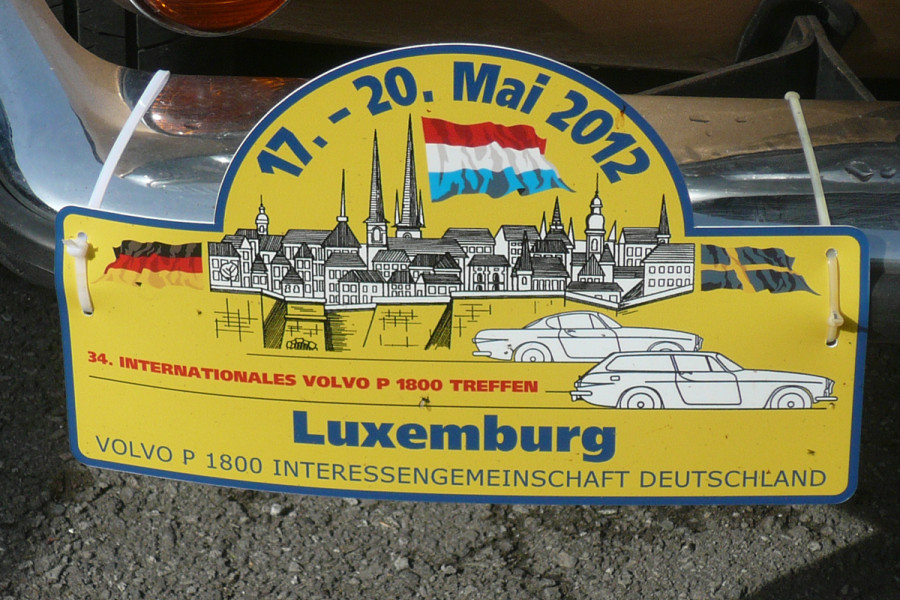 17. - 20. Mai 2012
34. INTERNATIONALES VOLVO P 1800 TREFFEN
Luxemburg
VOLVO P 1800 INTERESSENGEMEINSCHAFT DEUTSCHLAND